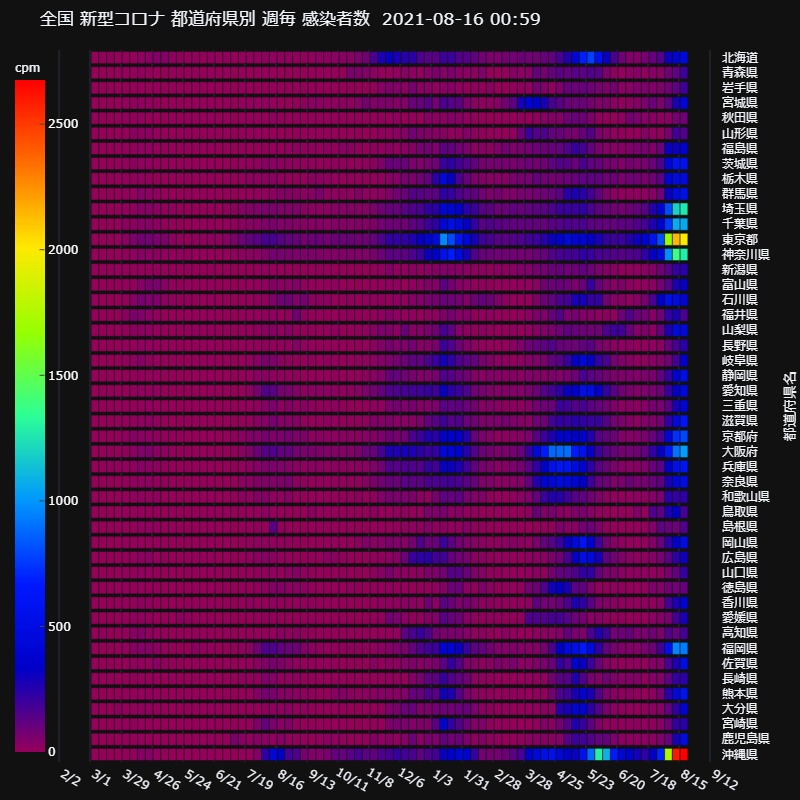 全国 新型コロナ 都道府県別 週毎 感染者数 2021-08-16 00:59
cpm
2500
2000
1500
1000
500
0
北海道
青森県
岩手県
宮城県
秋田県
山形県
福島県
茨城県
栃木県
群馬県
埼玉県
千葉県
東京都
神奈川県
新潟県
富山県
石川県
福井県
山梨県
長野県
岐阜県
静岡県
愛知県
三重県
滋賀県
京都府
大阪府
兵庫県
奈良県
和歌山県
鳥取県
島根県
岡山県
広島県
山口県
徳島県
香川県
愛媛県
高知県
福岡県
佐賀県
長崎県
熊本県
大分県
宮崎県
鹿児島県
沖縄県
都道府県名
2/2 3/1 3/29 4/26 5/24 6/21 7/19 8/16 9/13 10/11 11/8 12/6 1/3 1/31 2/28 3/28 4/25 5/23 6/20 7/18 8/15 9/12